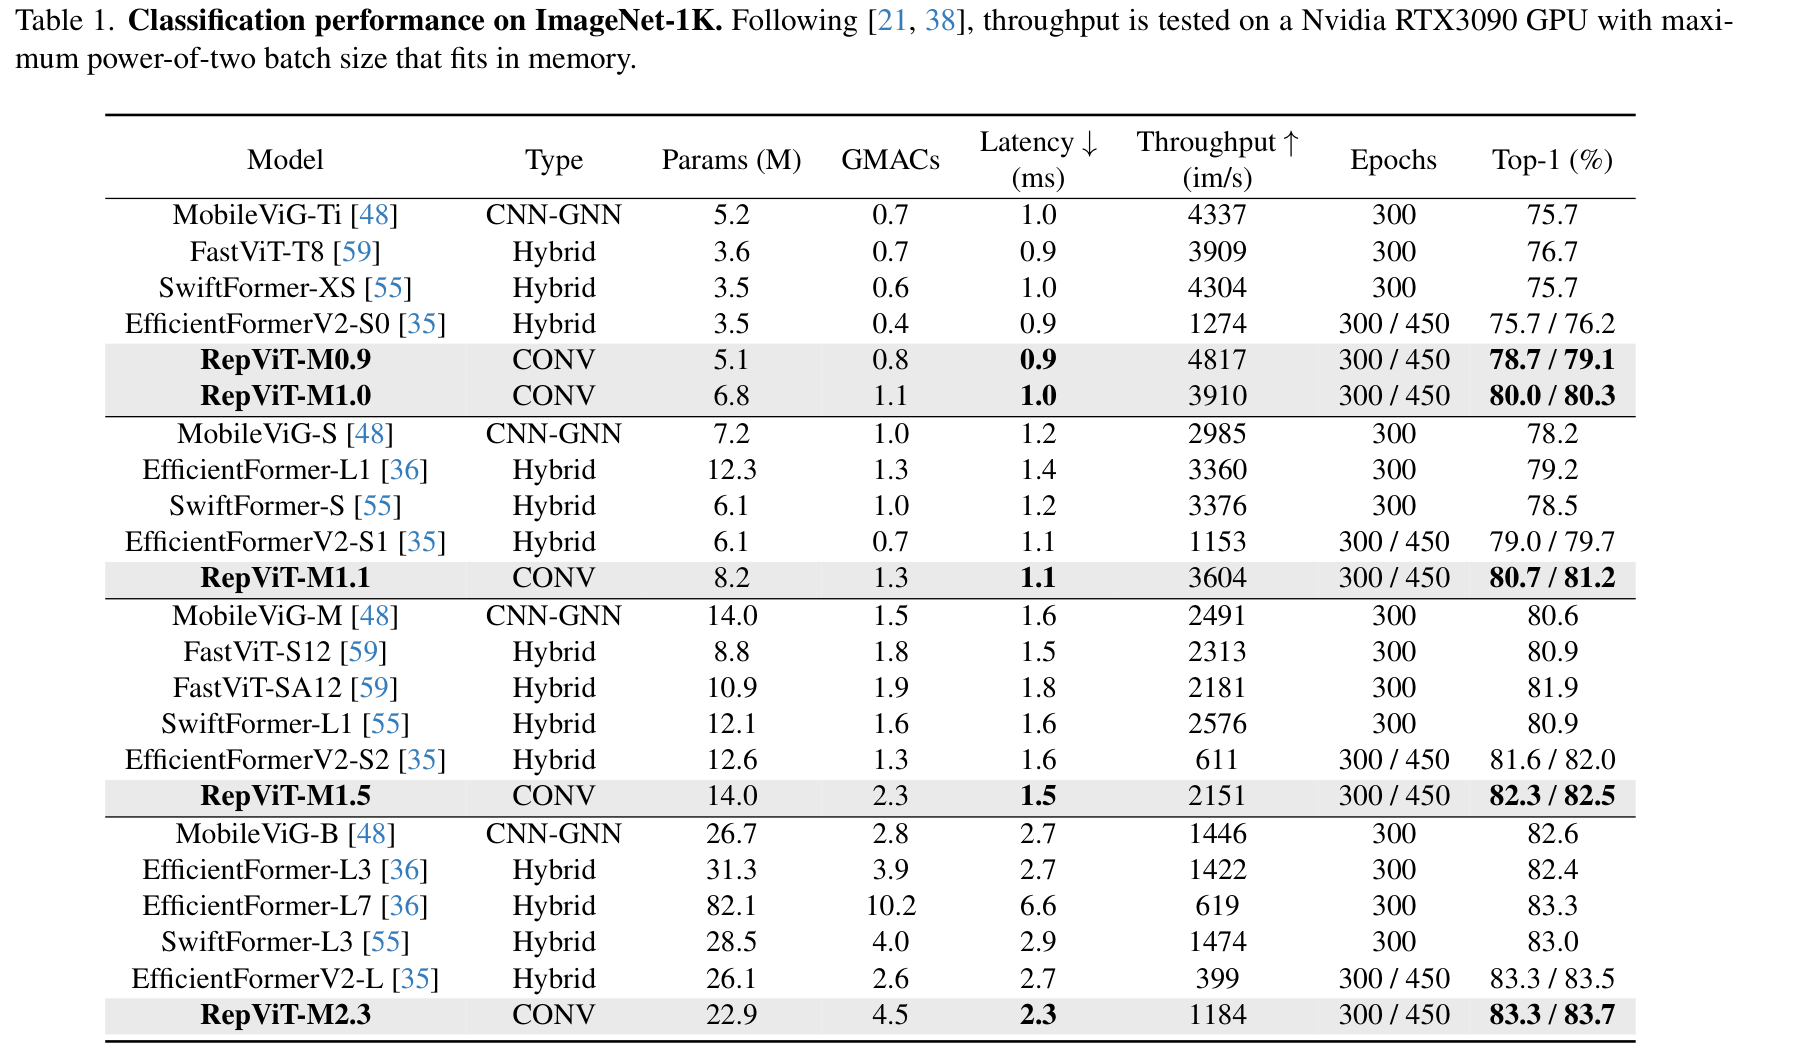 Table 1. Classification performance on ImageNet-1K. Following [21, 38], throughput is tested on a Nvidia RTX3090 GPU with maxi-
mum power-of-two batch size that fits in memory.
Model Type Params (M) GMACs Latency ↓ (ms) Throughput ↑ (im/s) Epochs Top-1 (%)
MobileViG-Ti [48] CNN-GNN 5.2 0.7 1.0 4337 300 75.7
FastViT-T8 [59] Hybrid 3.6 0.7 0.9 3909 300 76.7
SwiftFormer-XS [55] Hybrid 3.5 0.6 1.0 4304 300 75.7
EfficientFormerV2-S0 [35] Hybrid 3.5 0.4 0.9 1274 300 / 450 75.7 / 76.2
RepViT-M0.9 CONV 5.1 0.8 0.9 4817 300 / 450 78.7 / 79.1
RepViT-M1.0 CONV 6.8 1.1 1.0 3910 300 / 450 80.0 / 80.3
MobileViG-S [48] CNN-GNN 7.2 1.0 1.2 2985 300 78.2
EfficientFormer-L1 [36] Hybrid 12.3 1.3 1.4 3360 300 79.2
SwiftFormer-S [55] Hybrid 6.1 1.0 1.2 3376 300 78.5
EfficientFormerV2-S1 [35] Hybrid 6.1 0.7 1.1 1153 300 / 450 79.0 / 79.7
RepViT-M1.1 CONV 8.2 1.3 1.1 3604 300 / 450 80.7 / 81.2
MobileViG-M [48] CNN-GNN 14.0 1.5 1.6 2491 300 80.6
FastViT-S12 [59] Hybrid 8.8 1.8 1.5 2313 300 80.9
FastViT-SA12 [59] Hybrid 10.9 1.9 1.8 2181 300 81.9
SwiftFormer-L1 [55] Hybrid 12.1 1.6 1.6 2576 300 80.9
EfficientFormerV2-S2 [35] Hybrid 12.6 1.3 1.6 611 300 / 450 81.6 / 82.0
RepViT-M1.5 CONV 14.0 2.3 1.5 2151 300 / 450 82.3 / 82.5
MobileViG-B [48] CNN-GNN 26.7 2.8 2.7 1446 300 82.6
EfficientFormer-L3 [36] Hybrid 31.3 3.9 2.7 1422 300 82.4
EfficientFormer-L7 [36] Hybrid 82.1 10.2 6.6 619 300 83.3
SwiftFormer-L3 [55] Hybrid 28.5 4.0 2.9 1474 300 83.0
EfficientFormerV2-L [35] Hybrid 26.1 2.6 2.7 399 300 / 450 83.3 / 83.5
RepViT-M2.3 CONV 22.9 4.5 2.3 1184 300 / 450 83.3 / 83.7